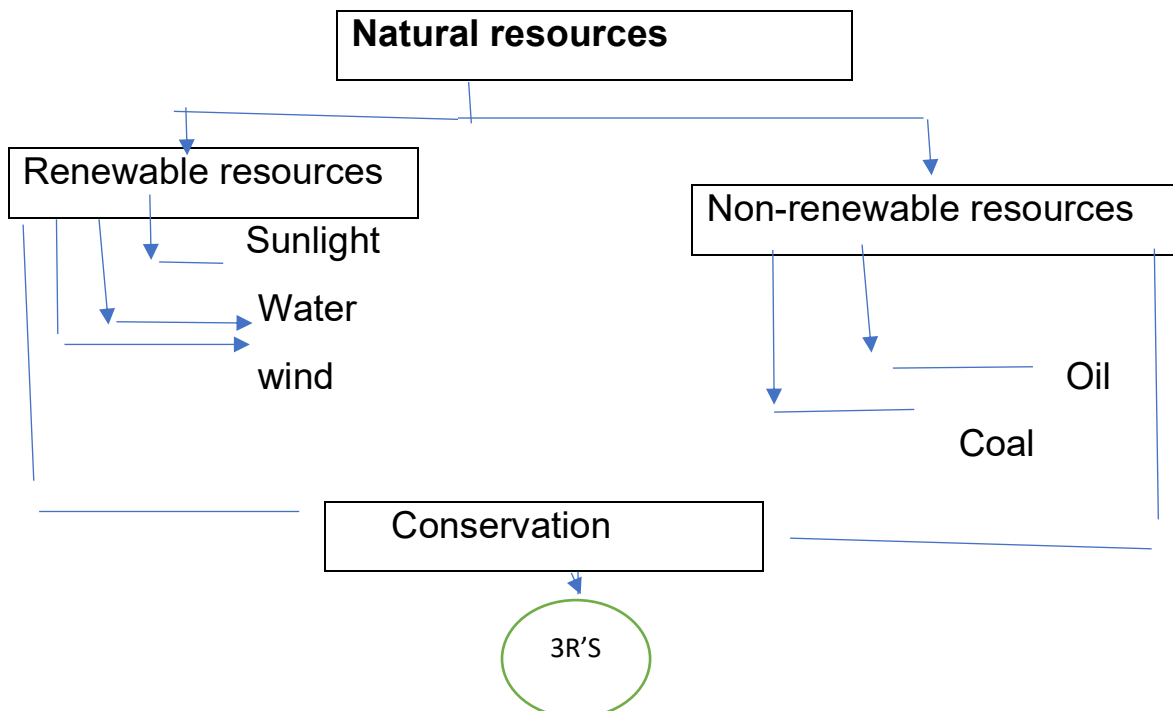 Natural resources
Renewable resources
Non-renewable resources
Sunlight
Water
wind
Oil
Coal
Conservation
3R’S